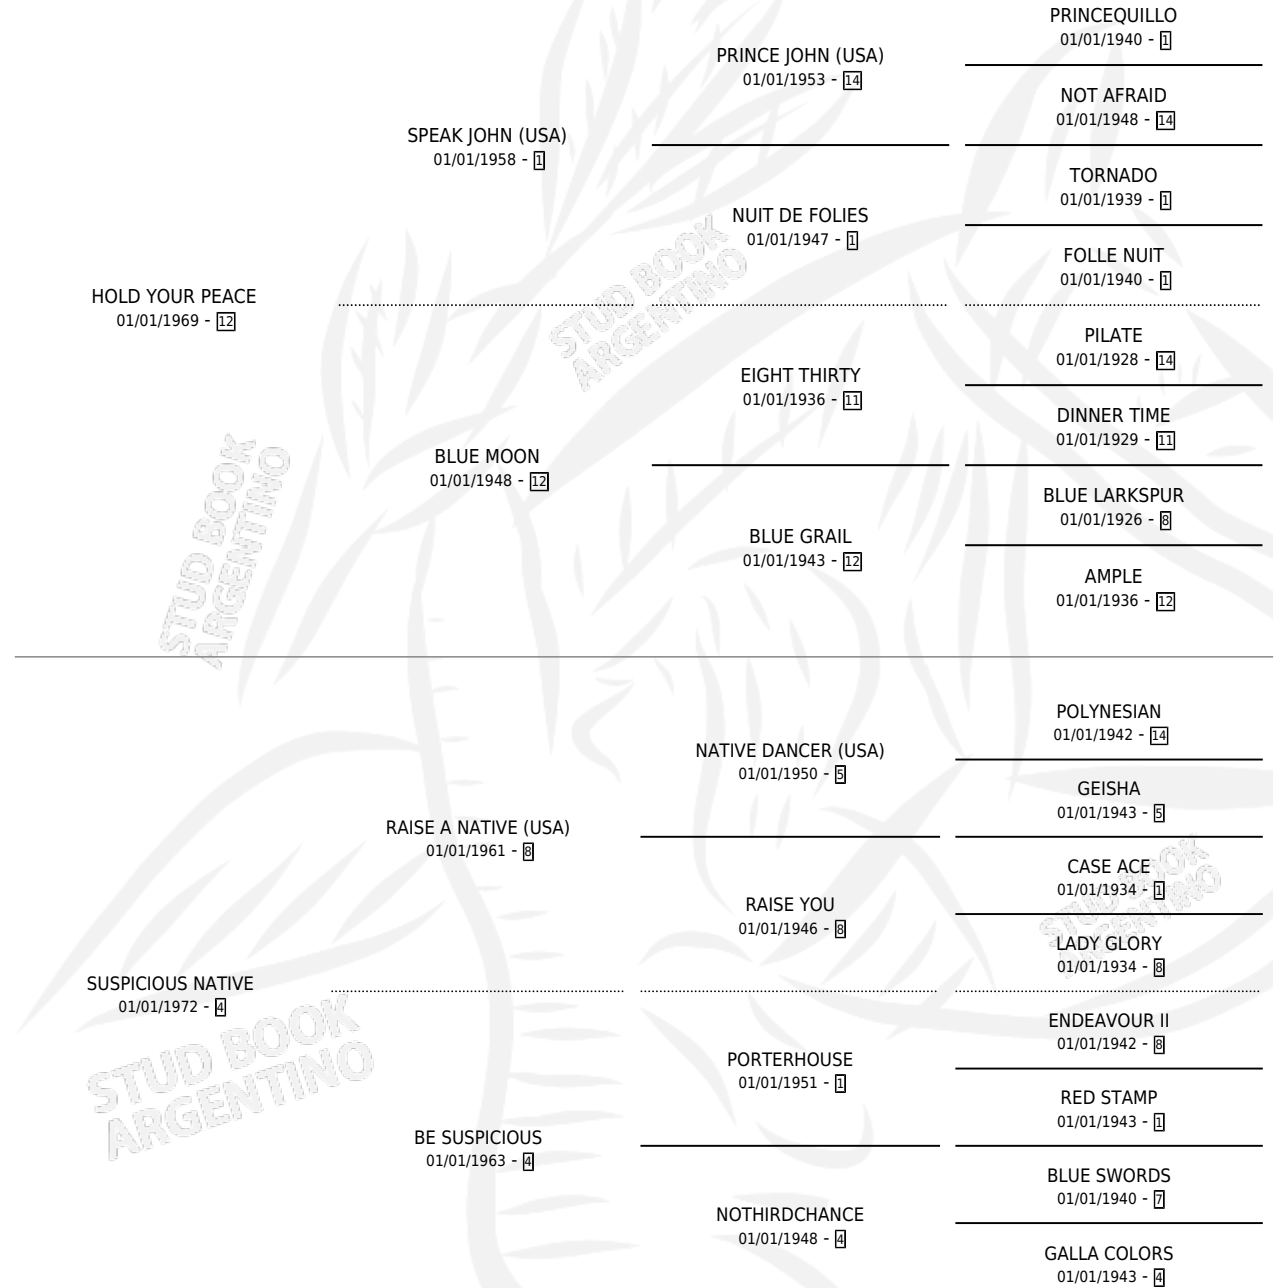 PRINCEQUILLO
01/01/1940 - 1
PRINCE JOHN (USA)
01/01/1953 - 14
NOT AFRAID
01/01/1948 - 14
SPEAK JOHN (USA)
01/01/1958 - 1
TORNADO
01/01/1939 - 1
NUIT DE FOLIES
01/01/1947 - 1
FOLLE NUIT
01/01/1940 - 1
HOLD YOUR PEACE
01/01/1969 - 12
STUD BOOK
ARGENTINO
PILATE
01/01/1928 - 14
EIGHT THIRTY
01/01/1936 - 11
DINNER TIME
01/01/1929 - 11
BLUE MOON
01/01/1948 - 12
BLUE LARKSPUR
01/01/1926 - 8
BLUE GRAIL
01/01/1943 - 12
AMPLE
01/01/1936 - 12
STUD BOOK
ARGENTINO
POLYNESIAN
01/01/1942 - 14
NATIVE DANCER (USA)
01/01/1950 - 5
GEISHA
01/01/1943 - 5
RAISE A NATIVE (USA)
01/01/1961 - 8
CASE ACE
01/01/1934 - 1
RAISE YOU
01/01/1946 - 8
LADY GLORY
01/01/1934 - 8
STUD BOOK
ARGENTINO
SUSPICIOUS NATIVE
01/01/1972 - 4
ENDEAVOUR II
01/01/1942 - 8
PORTERHOUSE
01/01/1951 - 1
RED STAMP
01/01/1943 - 1
STUD BOOK
ARGENTINO
BE SUSPICIOUS
01/01/1963 - 4
BLUE SWORDS
01/01/1940 - 7
NOTHIRDCHANCE
01/01/1948 - 4
GALLA COLORS
01/01/1943 - 4